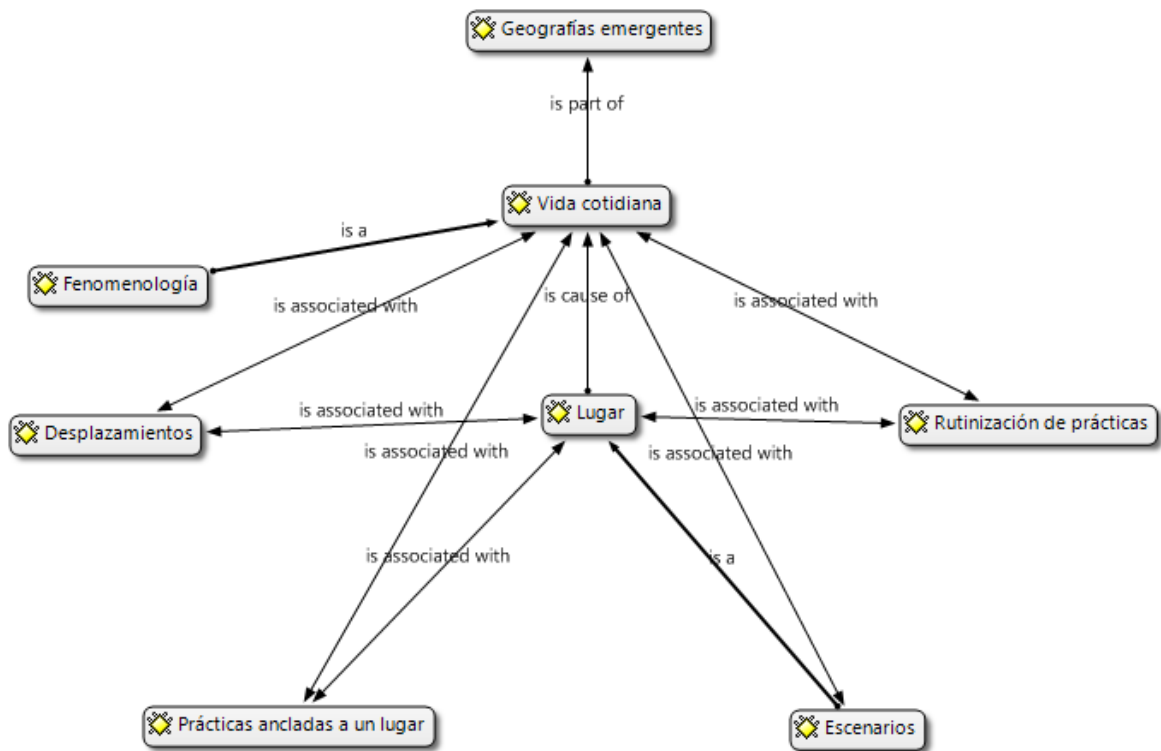 Geografías emergentes
is part of
Vida cotidiana
is a
Fenomenología
is cause of
is associated with
is associated with
Lugar
is associated with
is associated with
Desplazamientos
Rutinización de prácticas
is associated with
is associated with
is associated with
is a
Prácticas ancladas a un lugar
Escenarios